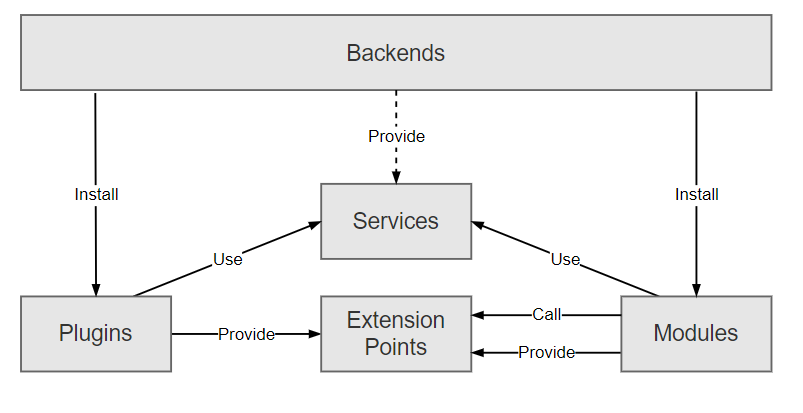 Backends
Provide
Install
Install
Services
Use
Use
Plugins
Provide
Extension
Points
Call
Provide
Modules